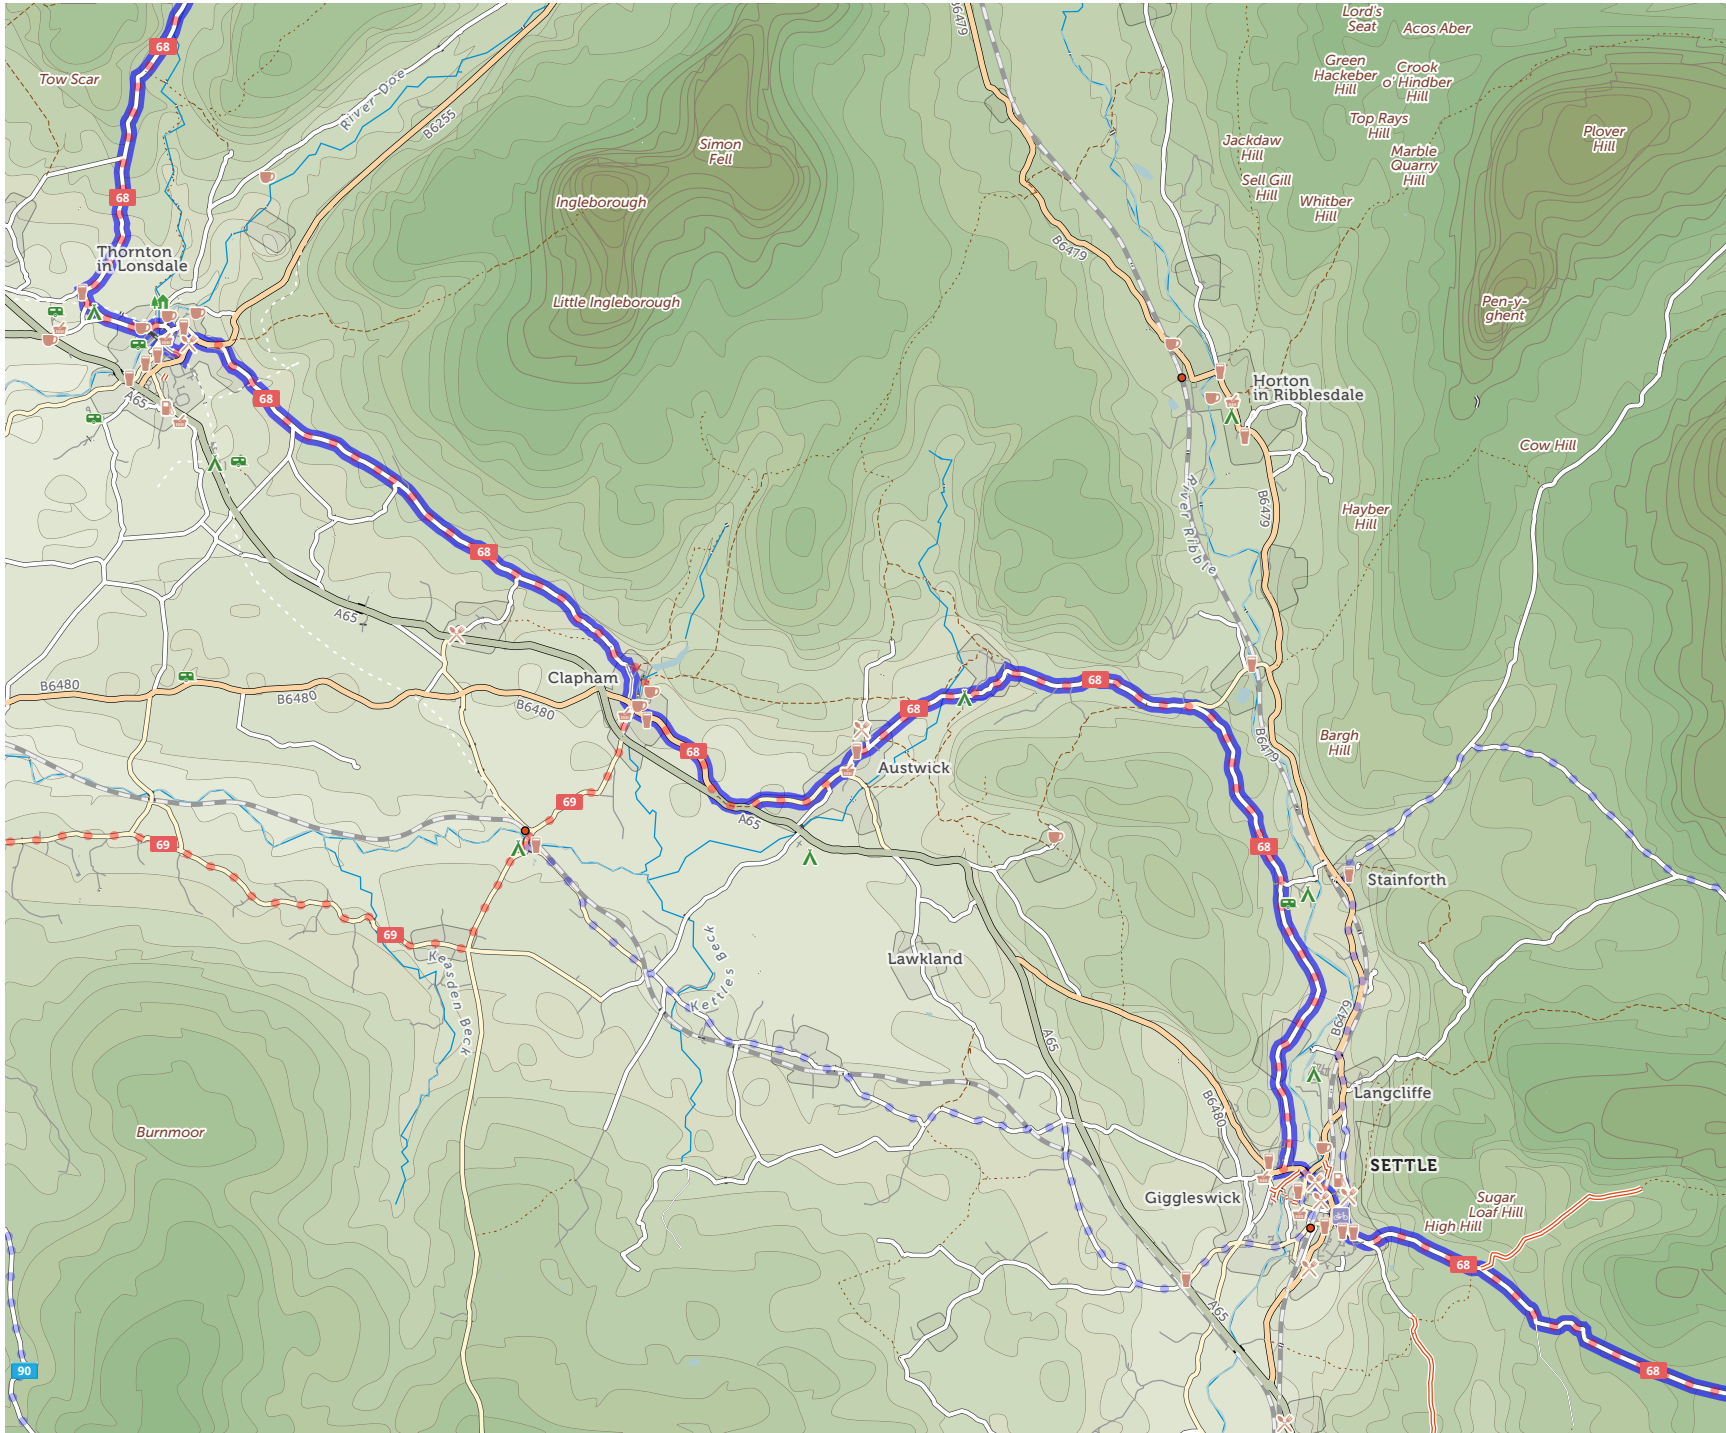 B6479
Lord's
Seat
Acos Aber
68
Tow Scar
Green
Hackeber
Hill
Crook
o' Hindber
Hill
River Doe
B6255
Top Rays
Hill
Plover
Hill
Simon
Fell
Jackdaw
Hill
Marble
Quarry
Hill
Sell Gill
Hill
68
Ingleborough
Whitber
Hill
Thornton
in Lonsdale
B6479
Little Ingleborough
Pen-y-
ghent
Horton
in Ribblesdale
68
A65
Cow Hill
River Ribble
B6479
Hayber
Hill
68
A65
Clapham
68
B6480
B6480
B6480
68
Bargh
Hill
B6479
68
Austwick
69
A65
69
68
Stainforth
69
Keasden Beck
Kettles Beck
Lawkland
B6479
A65
Langcliffe
B6480
Burnmoor
SETTLE
Giggleswick
Sugar
Loaf Hill
High Hill
68
A65
90
68